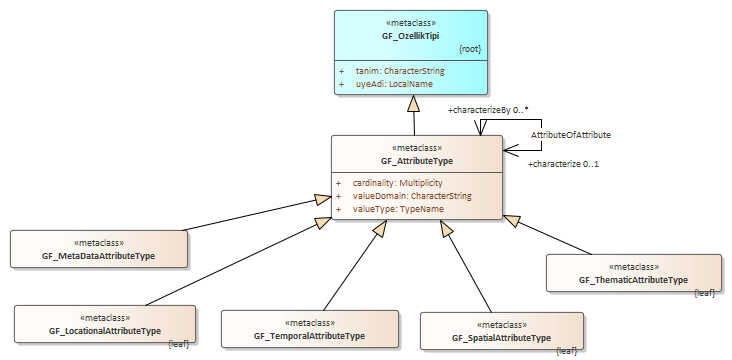 «metaclass»
GF_OzellikTipi
{root}
+ tanim: CharacterString
+ uyeAdi: LocalName
+characterizeBy 0..*
AttributeOfAttribute
+characterize 0..1
«metaclass»
GF_AttributeType
+ cardinality: Multiplicity
+ valueDomain: CharacterString
+ valueType: TypeName
«metaclass»
GF_MetaDataAttributeType
«metaclass»
GF_ThematicAttributeType
{leaf}
«metaclass»
GF_LocationalAttributeType
{leaf}
«metaclass»
GF_TemporalAttributeType
«metaclass»
GF_SpatialAttributeType
{leaf}